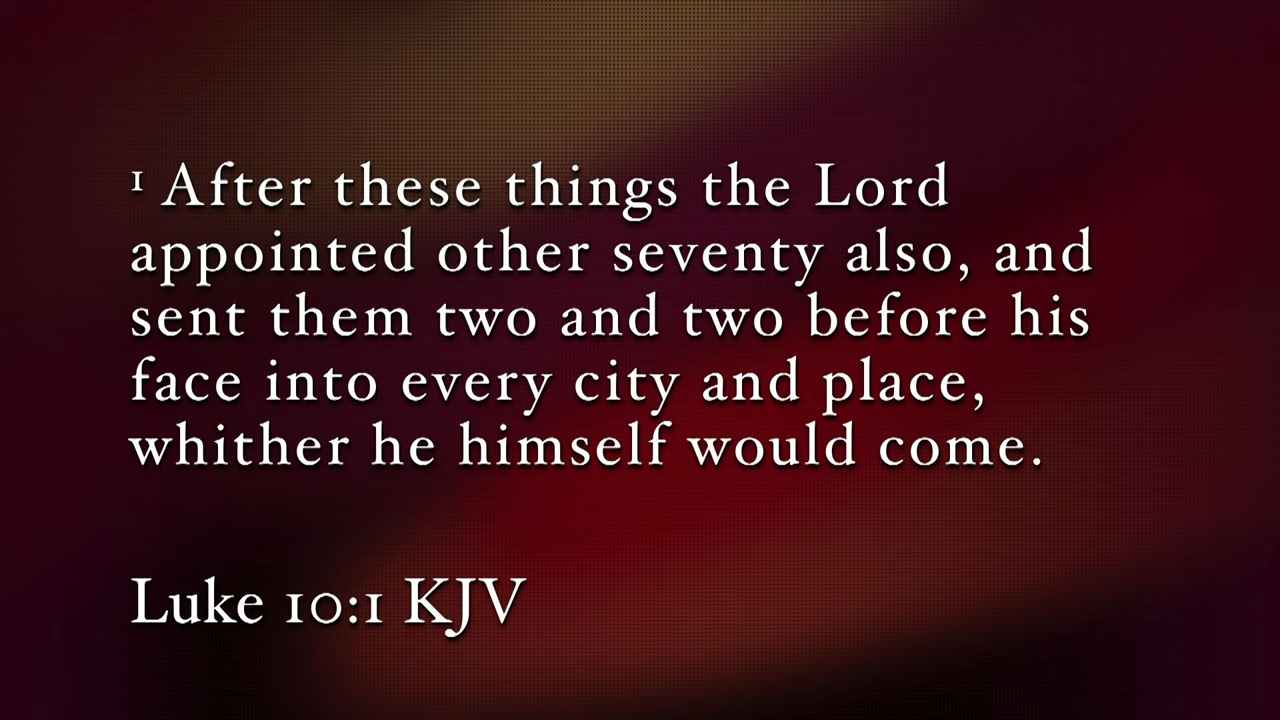 1 After these things the Lord
appointed other seventy also, and
sent them two and two before his
face into every city and place,
whither he himself would come.
Luke 10:1 KJV